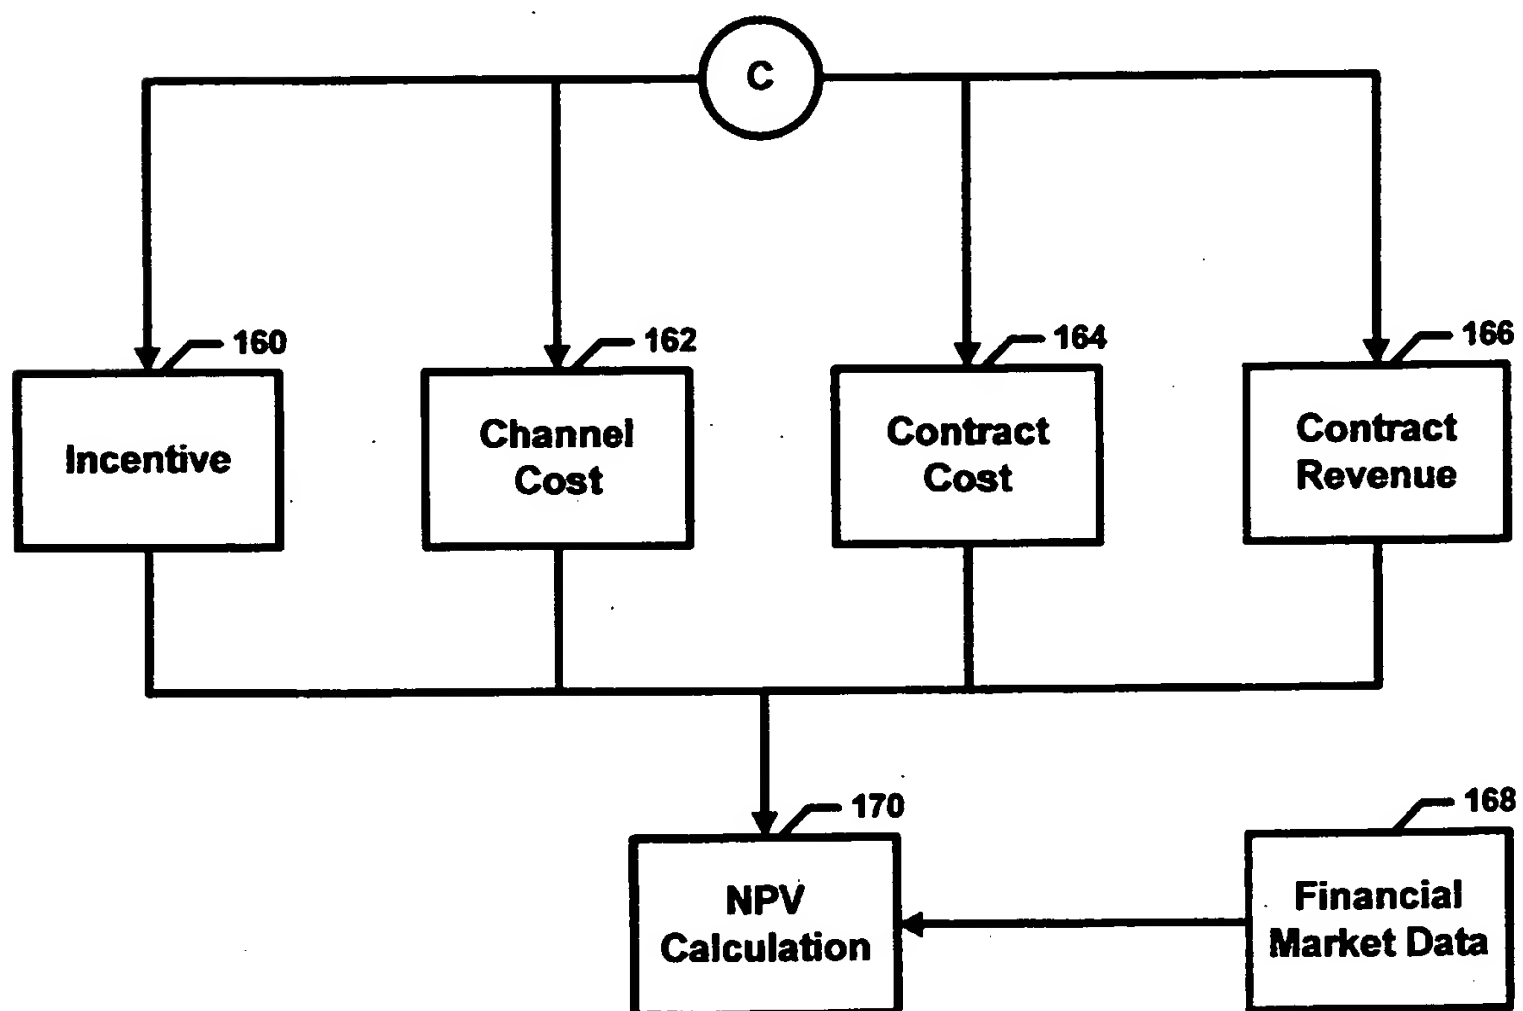 C
160
162
164
166
Incentive
Channel
Cost
Contract
Cost
Contract
Revenue
170
168
NPV
Calculation
Financial
Market Data